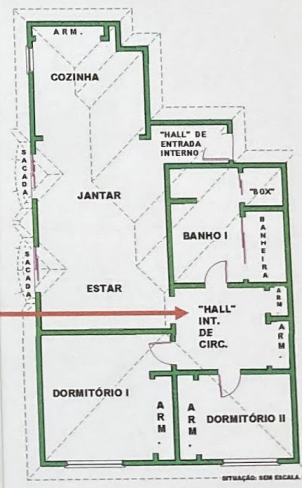 ARM.
COZINHA
"HALL" DE
ENTRADA
INTERNO
SACADA
"BOX"
JANTAR
BANHO I
BANHEIRA
SACADA
ESTAR
"HALL"
INT.
DE
CIRC.
ARM.
ARM.
DORMITÓRIO I
ARM.
ARM.
DORMITÓRIO II
SITUAÇÃO: SEM ESCALA